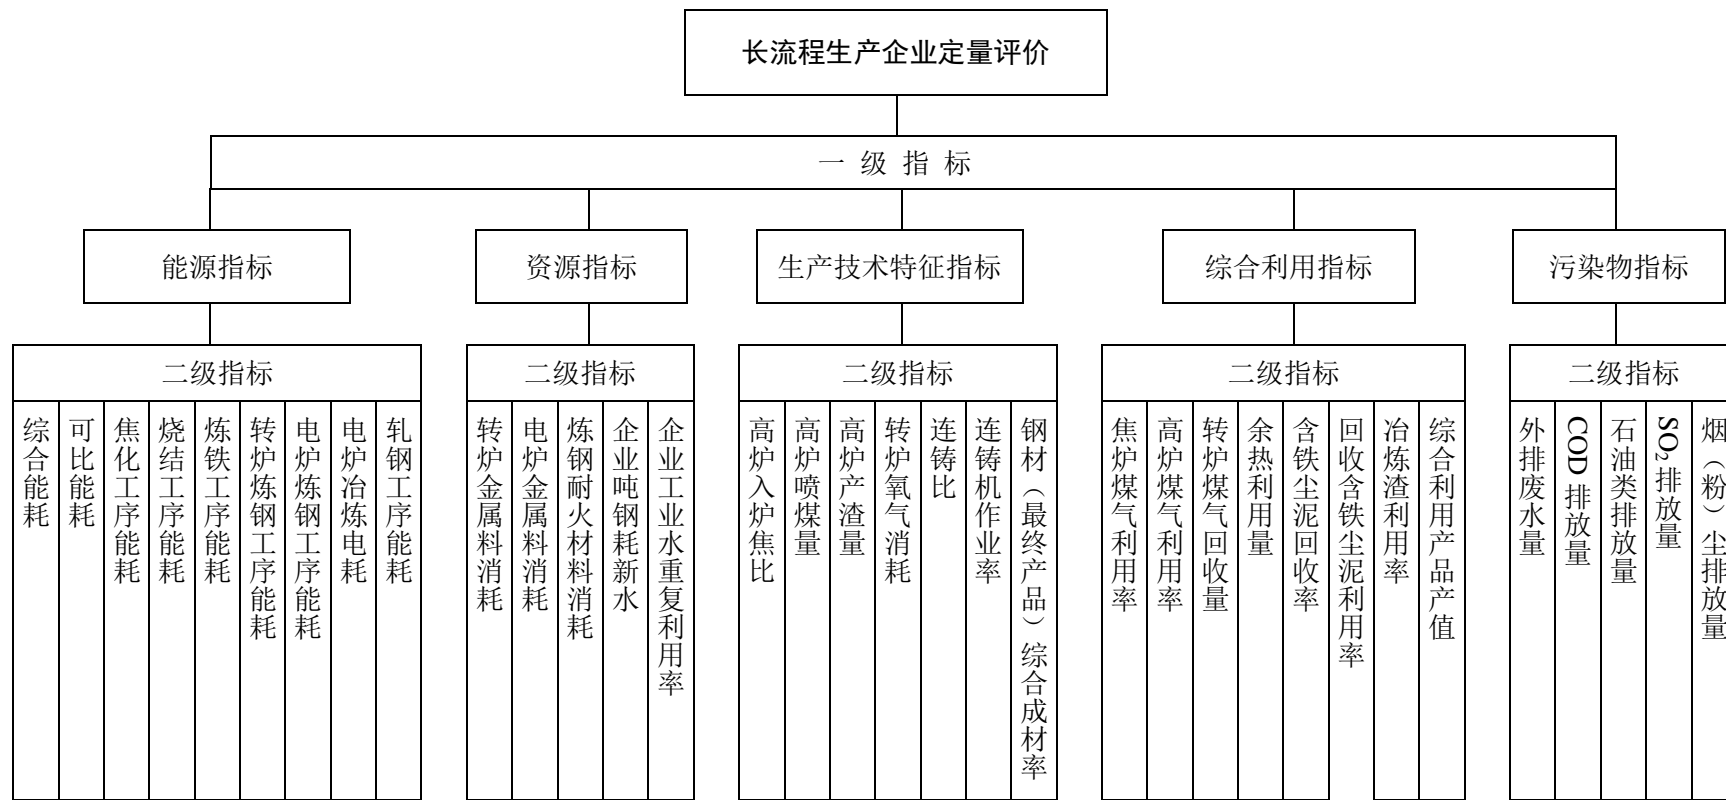 长流程生产企业定量评价
一 级 指 标
能源指标
资源指标
生产技术特征指标
综合利用指标
污染物指标
二级指标
二级指标
二级指标
二级指标
二级指标
综合能耗
可比能耗
焦化工序能耗
烧结工序能耗
炼铁工序能耗
转炉炼钢工序能耗
电炉炼钢工序能耗
电炉冶炼电耗
轧钢工序能耗
转炉金属料消耗
电炉金属料消耗
炼钢耐火材料消耗
企业吨钢耗新水
企业工业水重复利用率
高炉入炉焦比
高炉喷煤量
高炉产渣量
转炉氧气消耗
连铸比
连铸机作业率
钢材（最终产品）综合成材率
焦炉煤气利用率
高炉煤气利用率
转炉煤气回收量
余热利用量
含铁尘泥回收率
回收含铁尘泥利用率
冶炼渣利用率
综合利用产品产值
外排废水量
COD 排放量
石油类排放量
SO₂排放量
烟（粉）尘排放量